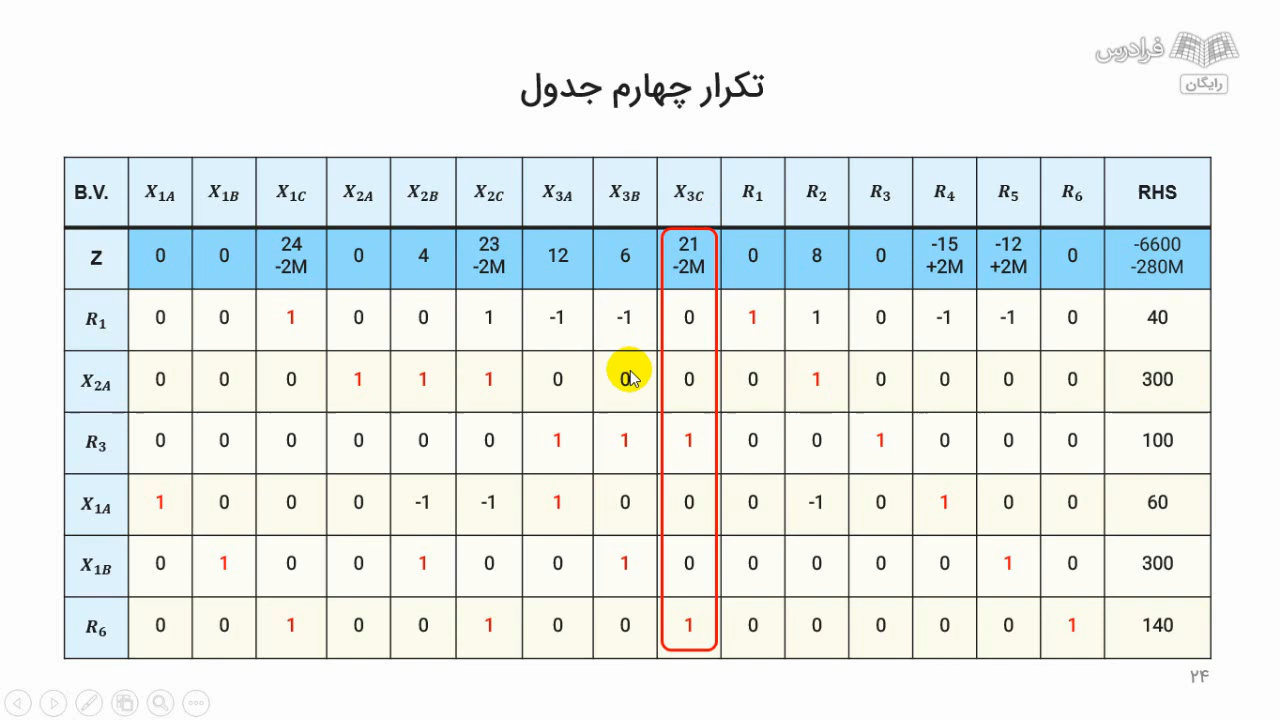 فرادرس
رایگان
تکرار چهارم جدول
B.V. X1A X1B X1C X2A X2B X2C X3A X3B X3C R1 R2 R3 R4 R5 R6 RHS
Z 0 0 24 -2M 0 4 23 -2M 12 6 21 -2M 0 8 0 -15 +2M -12 +2M 0 -6600 -280M
R1 0 0 1 0 0 1 -1 -1 0 1 1 0 -1 -1 0 40
X2A 0 0 0 1 1 1 0 0 0 0 1 0 0 0 0 300
R3 0 0 0 0 0 0 1 1 1 0 0 1 0 0 0 100
X1A 1 0 0 0 -1 -1 1 0 0 0 -1 0 1 0 0 60
X1B 0 1 0 0 1 0 0 1 0 0 0 0 0 1 0 300
R6 0 0 1 0 0 1 0 0 1 0 0 0 0 0 1 140
۲۴